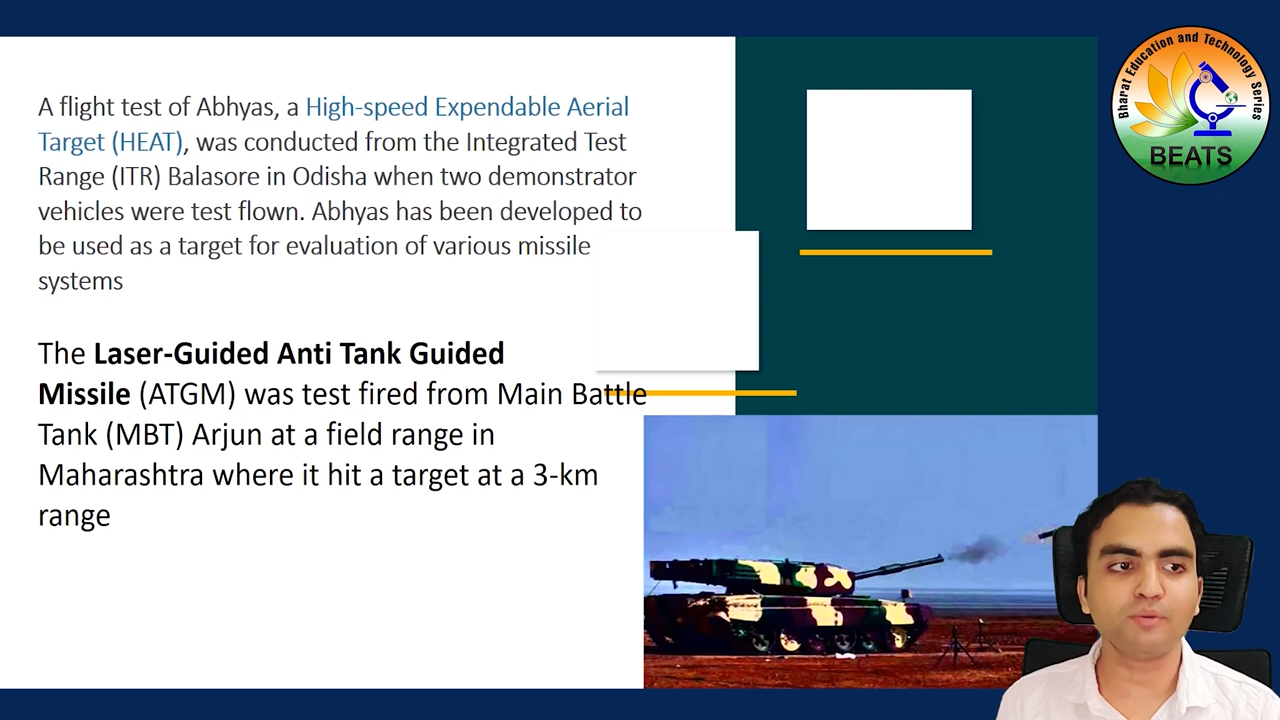 A flight test of Abhyas, a High-speed Expendable Aerial
Target (HEAT), was conducted from the Integrated Test
Range (ITR) Balasore in Odisha when two demonstrator
vehicles were test flown. Abhyas has been developed to
be used as a target for evaluation of various missile
systems
The Laser-Guided Anti Tank Guided
Missile (ATGM) was test fired from Main Battle
Tank (MBT) Arjun at a field range in
Maharashtra where it hit a target at a 3-km
range
Bharat Education and Technology Series
BEATS